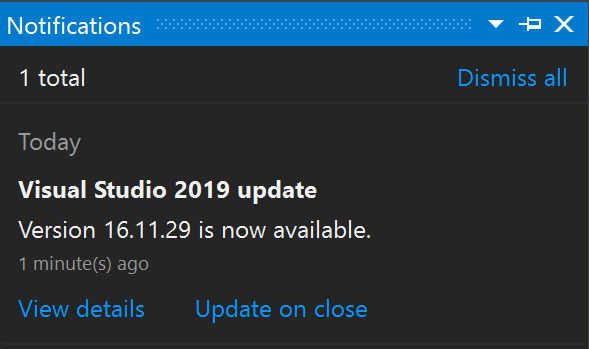 Notifications
1 total Dismiss all
Today
Visual Studio 2019 update
Version 16.11.29 is now available.
1 minute(s) ago
View details Update on close